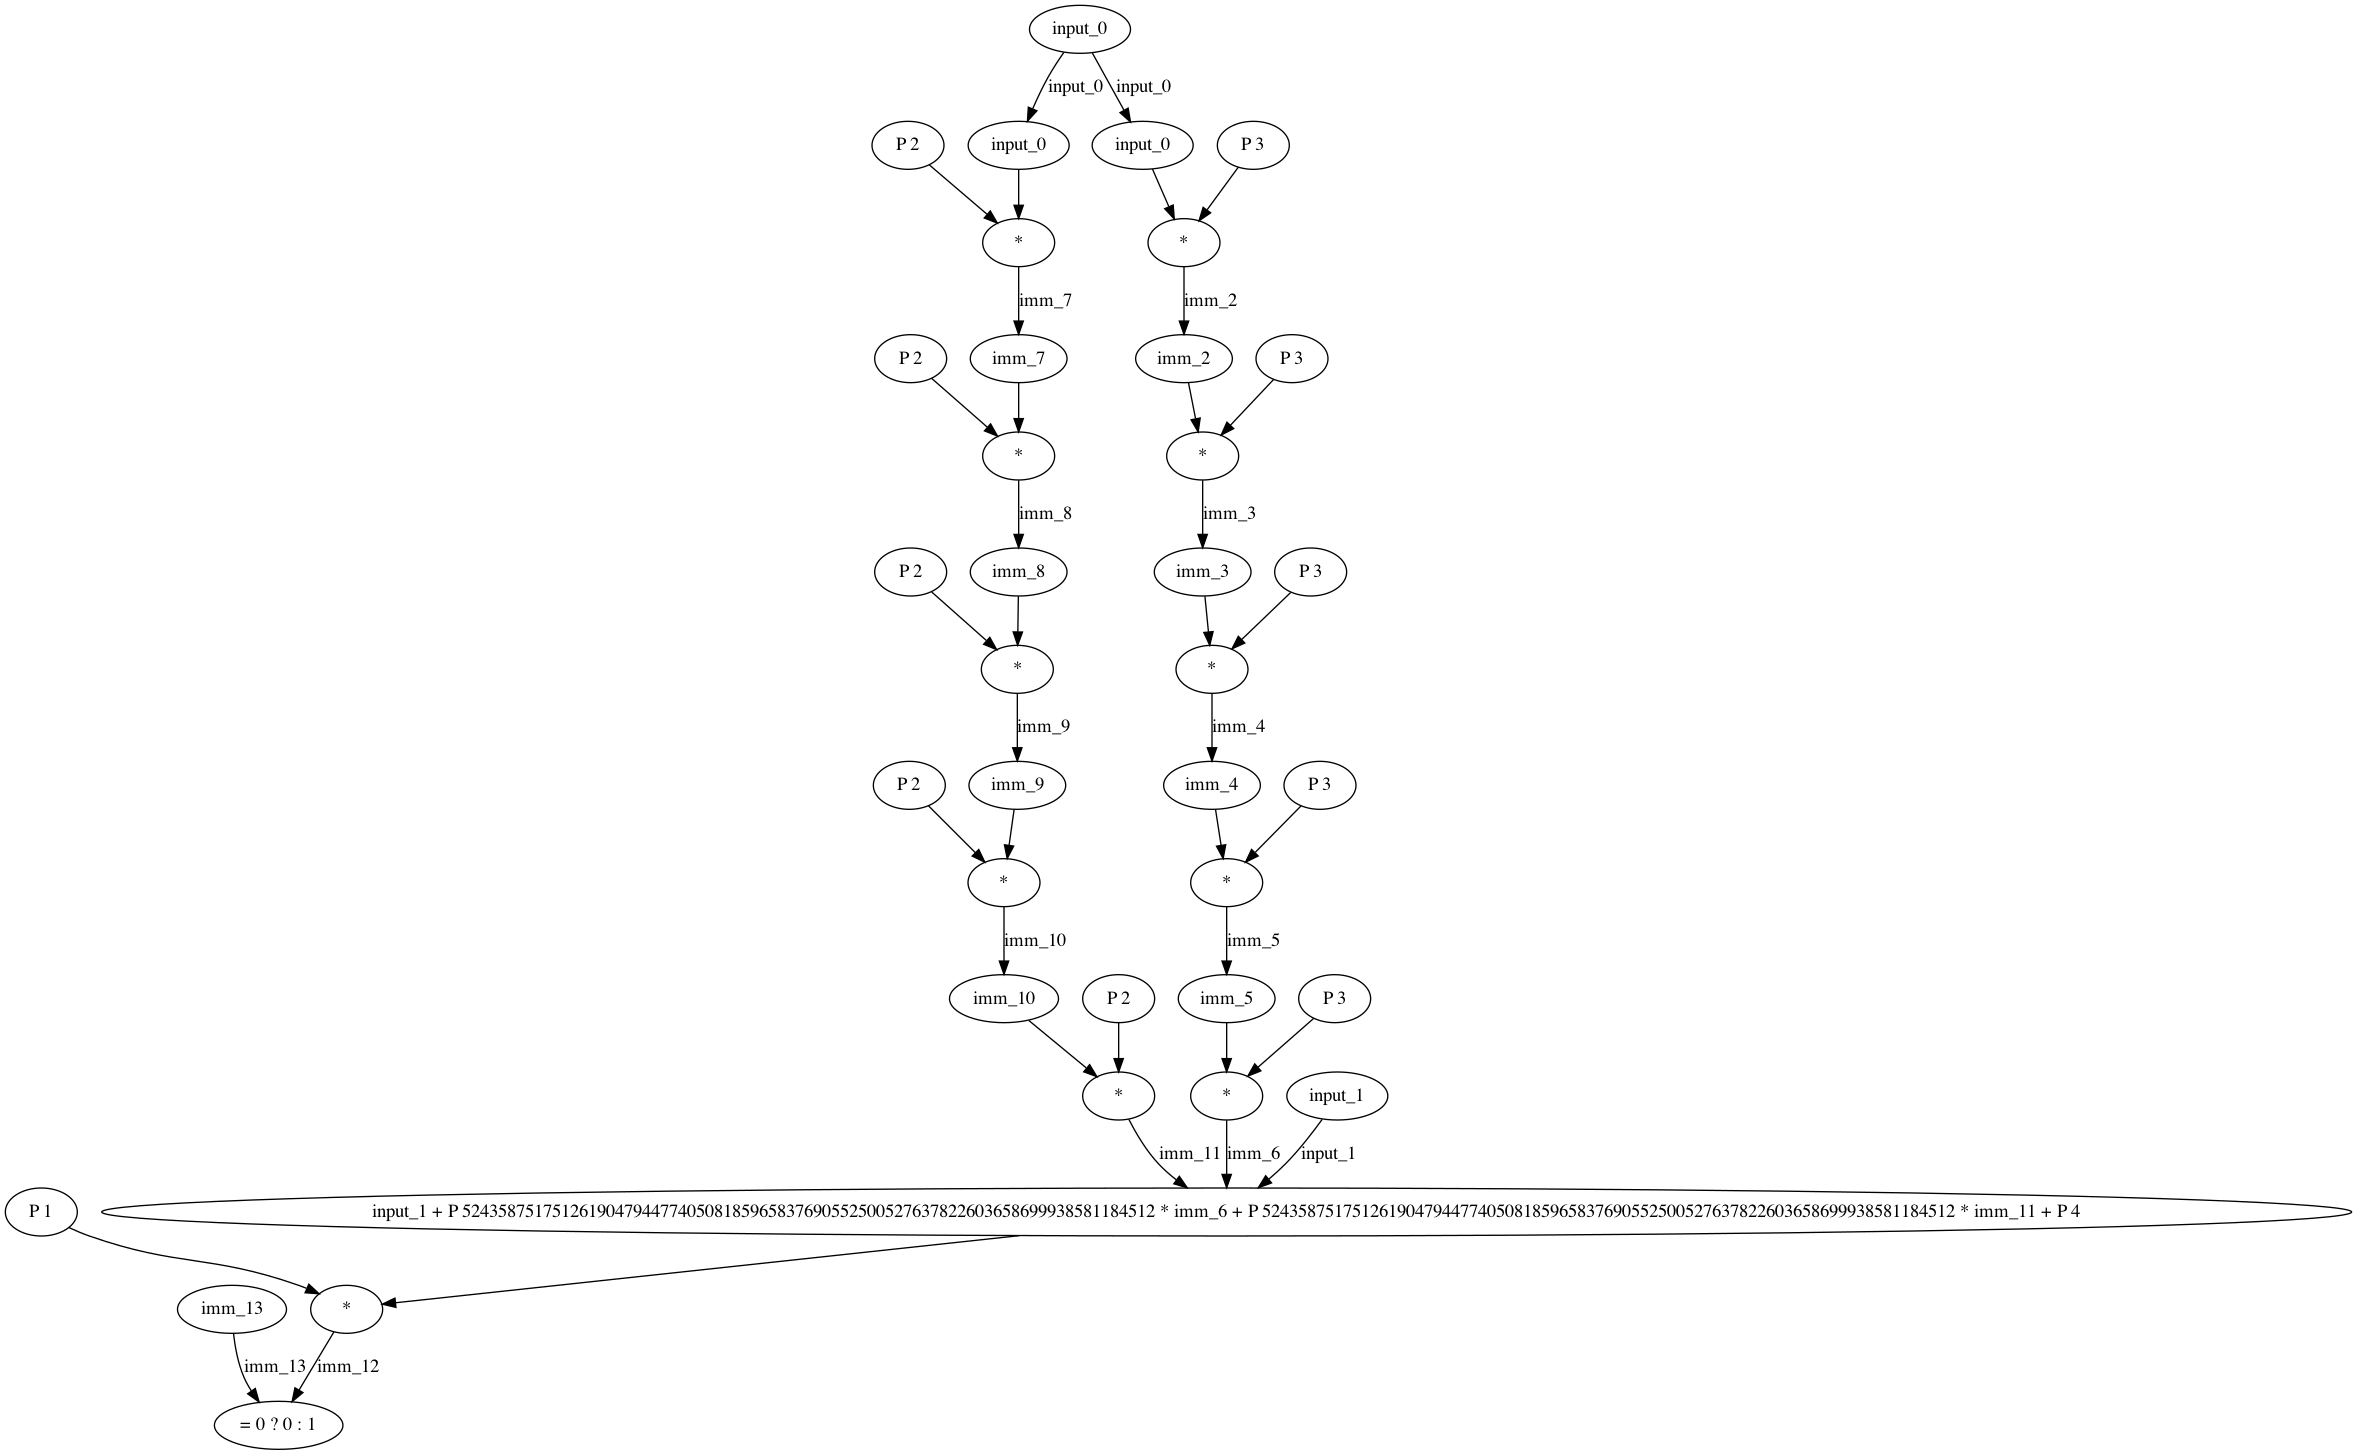 input_0
input_0 input_0
P 2 input_0 input_0 P 3
* *
imm_7 imm_2
P 2 imm_7 imm_2 P 3
* *
imm_8 imm_3
P 2 imm_8 imm_3 P 3
* *
imm_9 imm_4
P 2 imm_9 imm_4 P 3
* *
imm_10 imm_5
imm_10 P 2 imm_5 P 3
* * input_1
imm_11 imm_6 input_1
P 1 input_1 + P 52435875175126190479447740508185965837690552500527637822603658699938581184512 * imm_6 + P 52435875175126190479447740508185965837690552500527637822603658699938581184512 * imm_11 + P 4
imm_13 *
imm_13 imm_12
= 0 ? 0 : 1